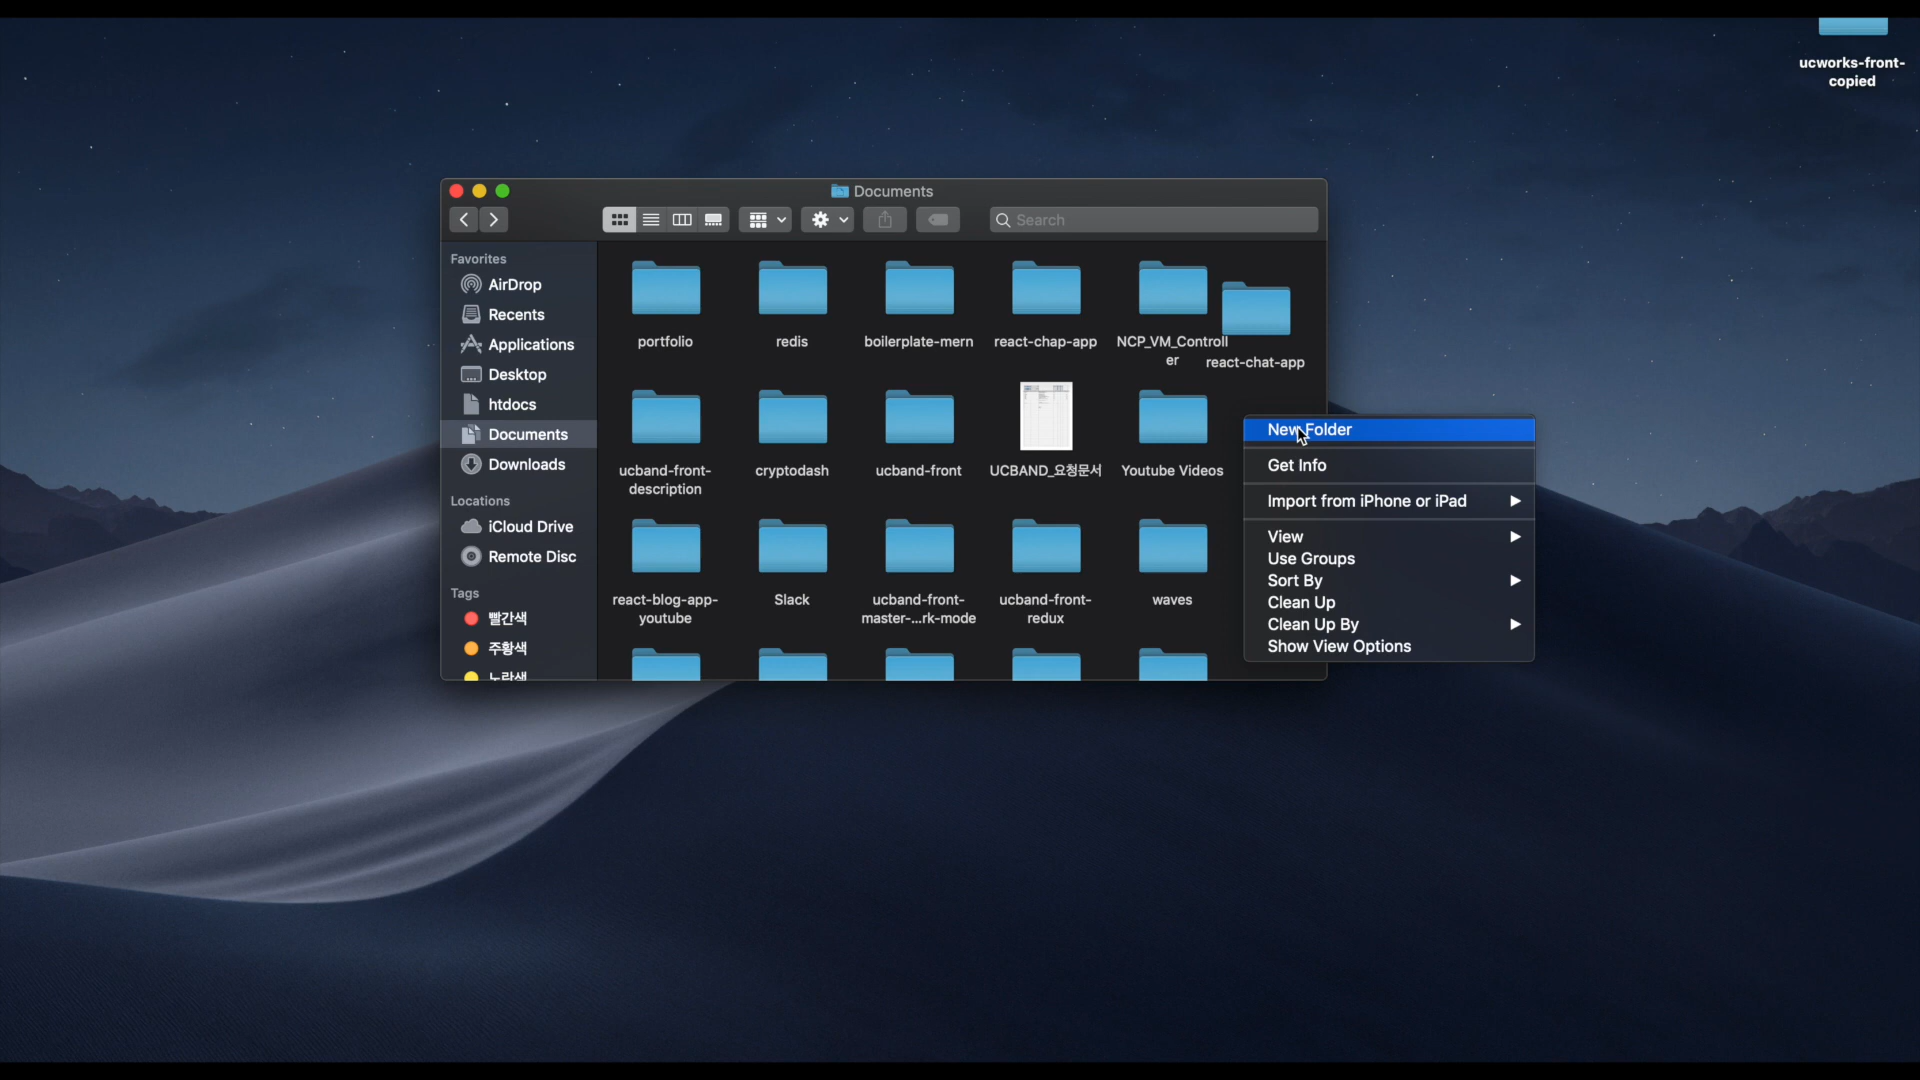 ucworks-front-
copied
Documents
Search
Favorites
AirDrop
Recents
Applications
Desktop
htdocs
Documents
Downloads
Locations
iCloud Drive
Remote Disc
Tags
빨간색
주황색
노란색
portfolio
redis
boilerplate-mern
react-chap-app
NCP_VM_Controll
er
react-chat-app
ucband-front-
description
cryptodash
ucband-front
UCBAND_요청문서
Youtube Videos
react-blog-app-
youtube
Slack
ucband-front-
master-...rk-mode
ucband-front-
redux
waves
New Folder
Get Info
Import from iPhone or iPad
View
Use Groups
Sort By
Clean Up
Clean Up By
Show View Options